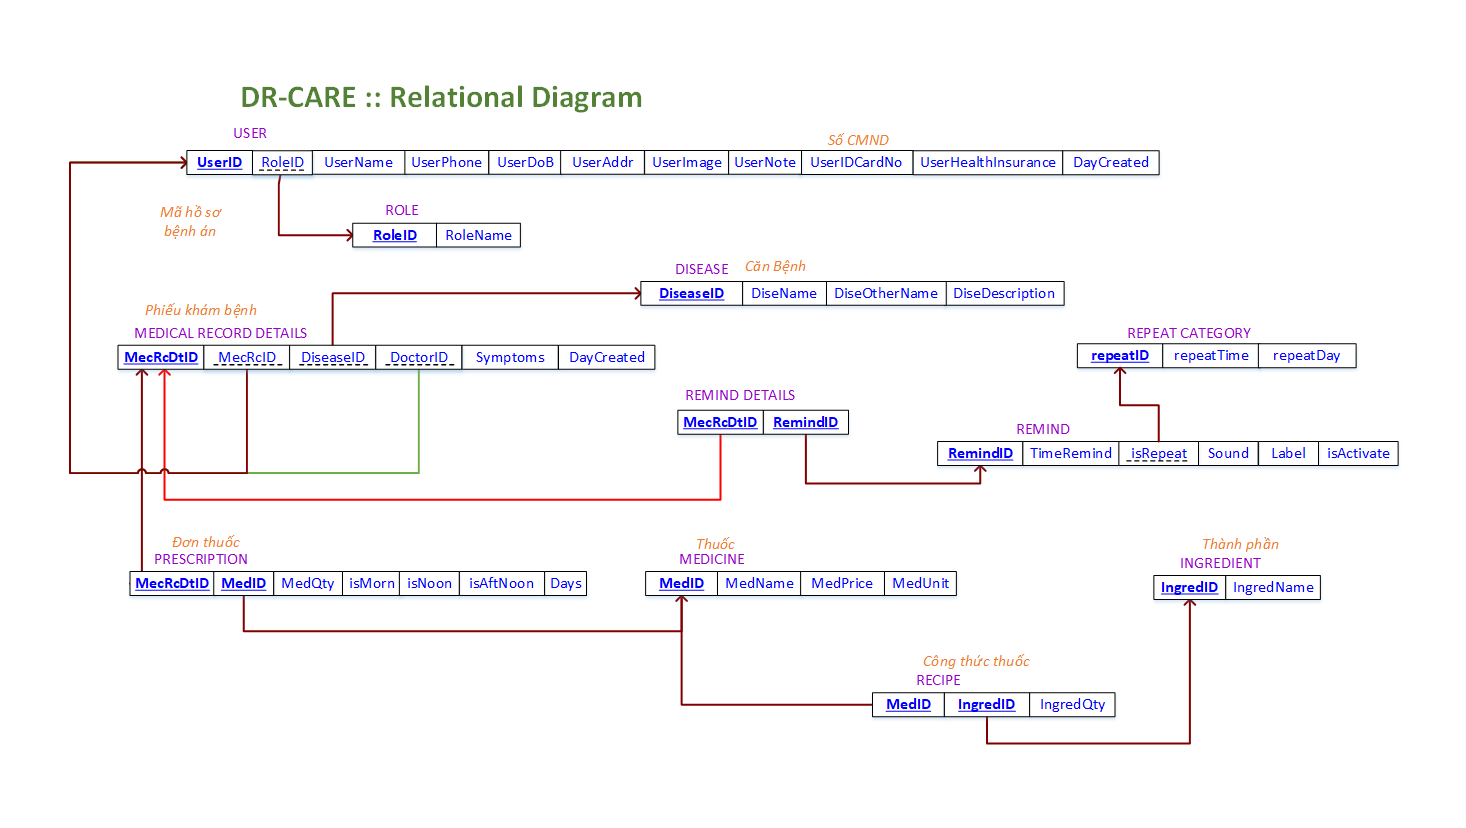 DR-CARE :: Relational Diagram
USER
Số CMND
UserID RoleID UserName UserPhone UserDoB UserAddr UserImage UserNote UserIDCardNo UserHealthInsurance DayCreated
Mã hồ sơ
bệnh án
ROLE
RoleID RoleName
DISEASE Căn Bệnh
DiseaseID DiseName DiseOtherName DiseDescription
Phiếu khám bệnh
MEDICAL RECORD DETAILS
MecRcDtID MecRcID DiseaseID DoctorID Symptoms DayCreated
REPEAT CATEGORY
repeatID repeatTime repeatDay
REMIND DETAILS
MecRcDtID RemindID
REMIND
RemindID TimeRemind isRepeat Sound Label isActivate
Đơn thuốc
PRESCRIPTION
MecRcDtID MedID MedQty isMorn isNoon isAftNoon Days
Thuốc
MEDICINE
MedID MedName MedPrice MedUnit
Thành phần
INGREDIENT
IngredID IngredName
Công thức thuốc
RECIPE
MedID IngredID IngredQty